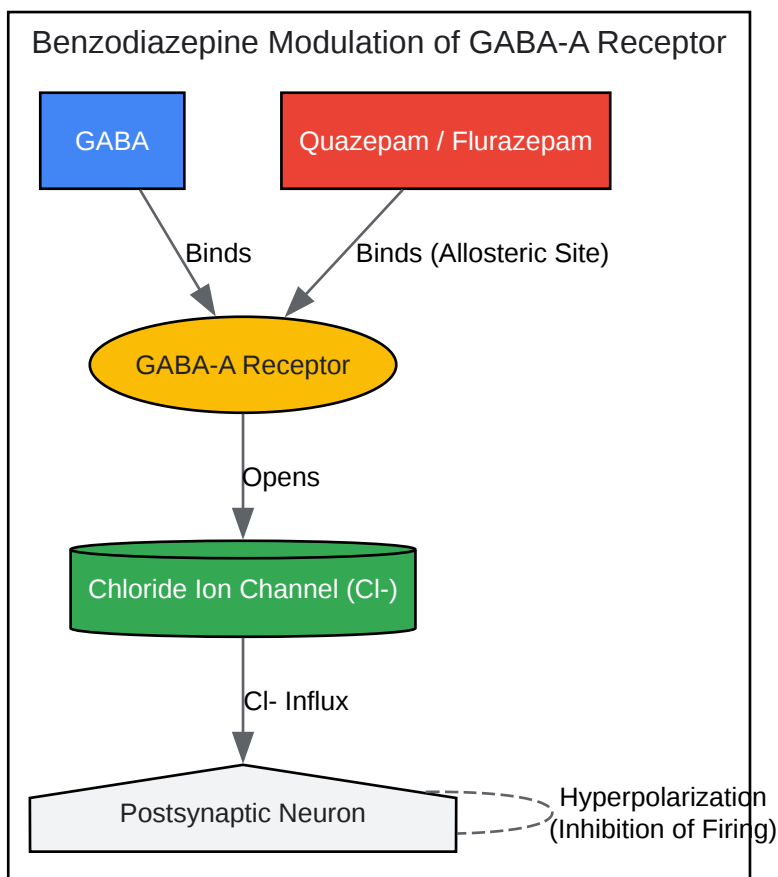 Benzodiazepine Modulation of GABA-A Receptor
GABA
Quazepam / Flurazepam
Binds
Binds (Allosteric Site)
GABA-A Receptor
Opens
Chloride Ion Channel (Cl-)
Cl- Influx
Postsynaptic Neuron
Hyperpolarization
(Inhibition of Firing)